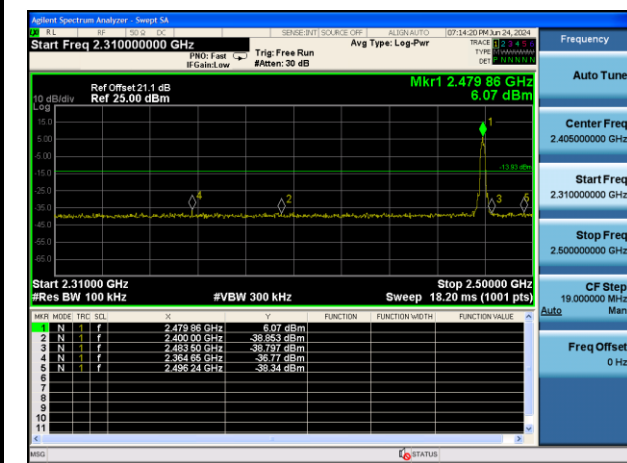 Agilent Spectrum Analyzer - Swept SA
RL RF 50 Ω DC SENSE:INT SOURCE OFF ALIGN AUTO 07:14:20 PM Jun 24, 2024
Start Freq 2.310000000 GHz Avg Type: Log-Pwr TRACE 1 2 3 4 5 6
PNO: Fast Trig: Free Run TYPE
IFGain:Low #Atten: 30 dB DET P N N N N N
Frequency
Auto Tune
Ref Offset 21.1 dB Mkr1 2.479 86 GHz
10 dB/div Ref 25.00 dBm 6.07 dBm
Log
15.0
5.00
-5.00
-15.0
-25.0
-35.0
-45.0
-55.0
-65.0
-13.93 dBm
1
4
2
3
5
Center Freq
2.405000000 GHz
Start Freq
2.310000000 GHz
Stop Freq
2.500000000 GHz
Start 2.31000 GHz Stop 2.50000 GHz
#Res BW 100 kHz #VBW 300 kHz Sweep 18.20 ms (1001 pts)
CF Step
19.000000 MHz
Auto Man
MKR MODE TRC SCL X Y FUNCTION FUNCTION WIDTH FUNCTION VALUE
1 N 1 f 2.479 86 GHz 6.07 dBm
2 N 1 f 2.400 00 GHz -38.853 dBm
3 N 1 f 2.483 50 GHz -38.797 dBm
4 N 1 f 2.364 65 GHz -36.77 dBm
5 N 1 f 2.496 24 GHz -38.34 dBm
6
7
8
9
10
11
Freq Offset
0 Hz
MSG STATUS